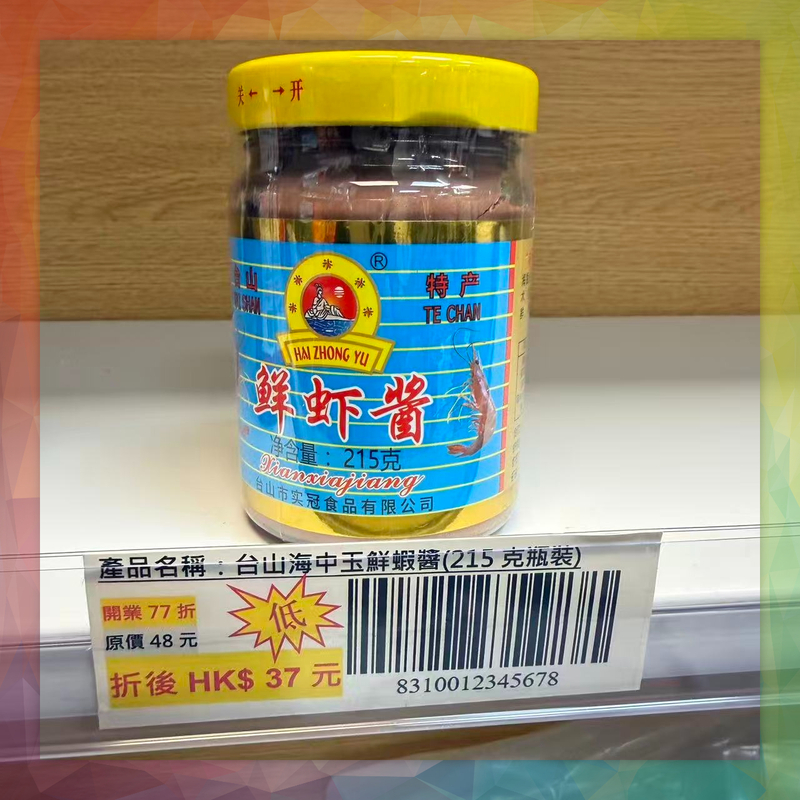 关← →开
®
山
SHAN
特产
TE CHAN
HAI ZHONG YU
鲜虾酱
净含量：215克
Xianxiajiang
台山市实冠食品有限公司
產品名稱：台山海中玉鮮蝦醬(215 克瓶裝)
開業 77 折
原價 48 元
低
折後 HK$ 37 元
8310012345678